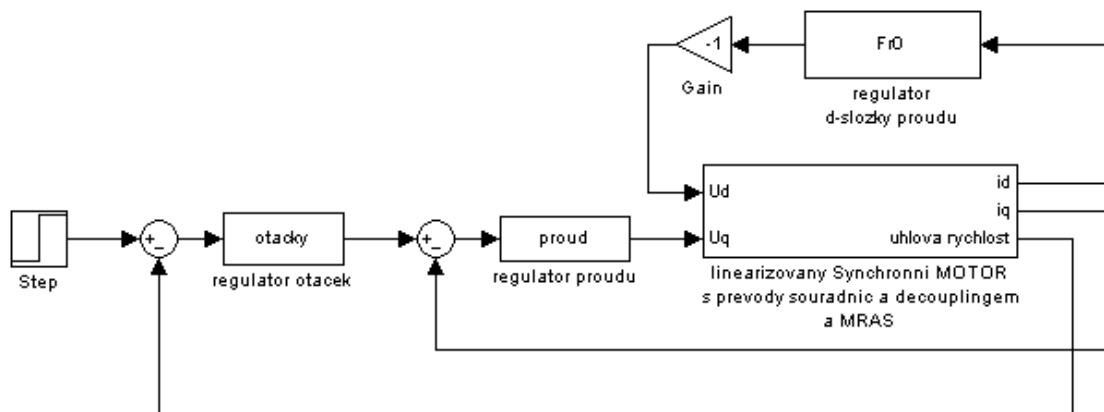 -1
Gain
Fr0
regulator
d-slozky proudu
Step
+
-
otacky
regulator otacek
+
-
proud
regulator proudu
Ud
Uq
id
iq
uhlova rychlost
linearizovany Synchronni MOTOR
s prevody souradnic a decouplingem
a MRAS